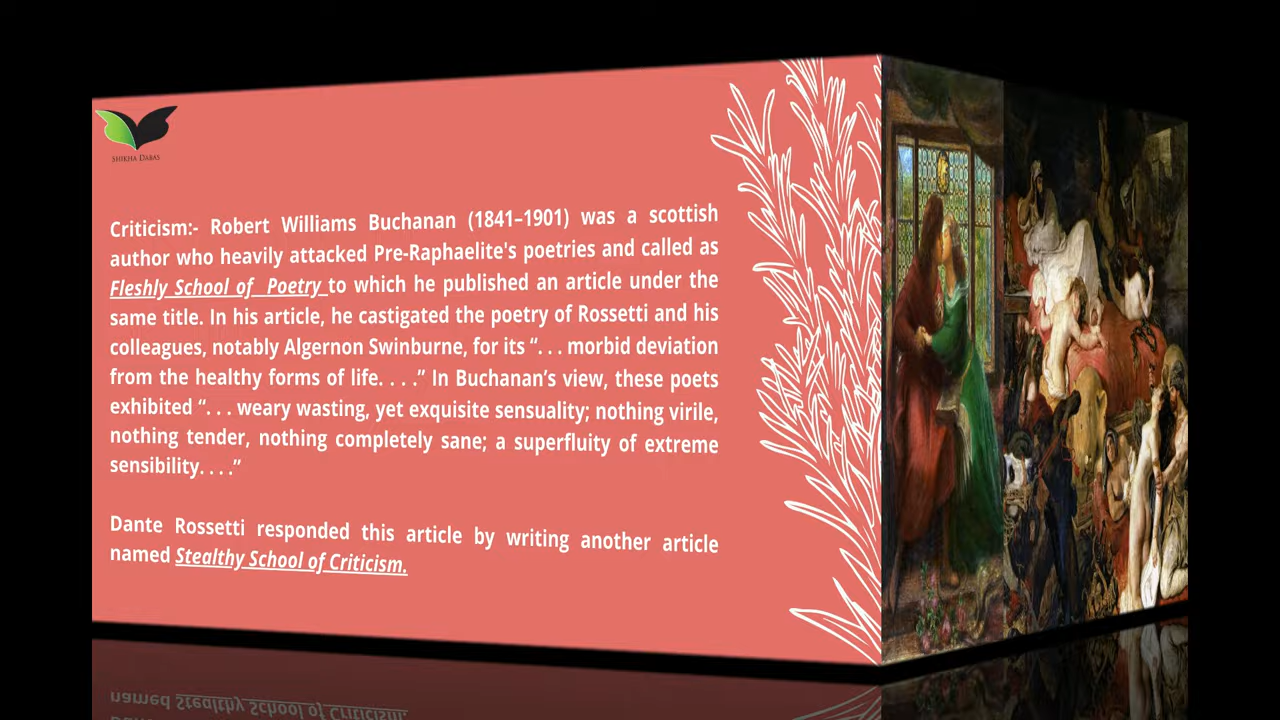 SHIKHA DABAS
Criticism:- Robert Williams Buchanan (1841–1901) was a scottish
author who heavily attacked Pre-Raphaelite's poetries and called as
Fleshly School of Poetry to which he published an article under the
same title. In his article, he castigated the poetry of Rossetti and his
colleagues, notably Algernon Swinburne, for its “. . . morbid deviation
from the healthy forms of life. . . .” In Buchanan’s view, these poets
exhibited “. . . weary wasting, yet exquisite sensuality; nothing virile,
nothing tender, nothing completely sane; a superfluity of extreme
sensibility. . . .”
Dante Rossetti responded this article by writing another article
named Stealthy School of Criticism.
named Stealthy School of Criticism.